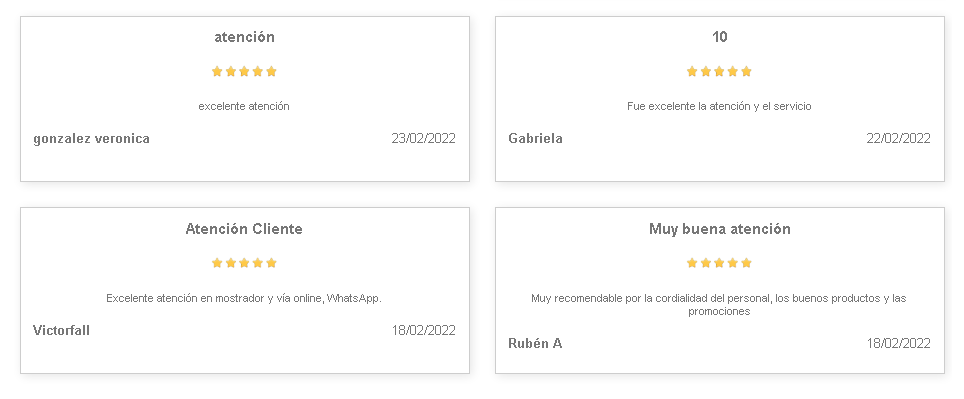 atención
excelente atención
gonzalez veronica 23/02/2022
10
Fue excelente la atención y el servicio
Gabriela 22/02/2022
Atención Cliente
Excelente atención en mostrador y vía online, WhatsApp.
Victorfall 18/02/2022
Muy buena atención
Muy recomendable por la cordialidad del personal, los buenos productos y las
promociones
Rubén A 18/02/2022